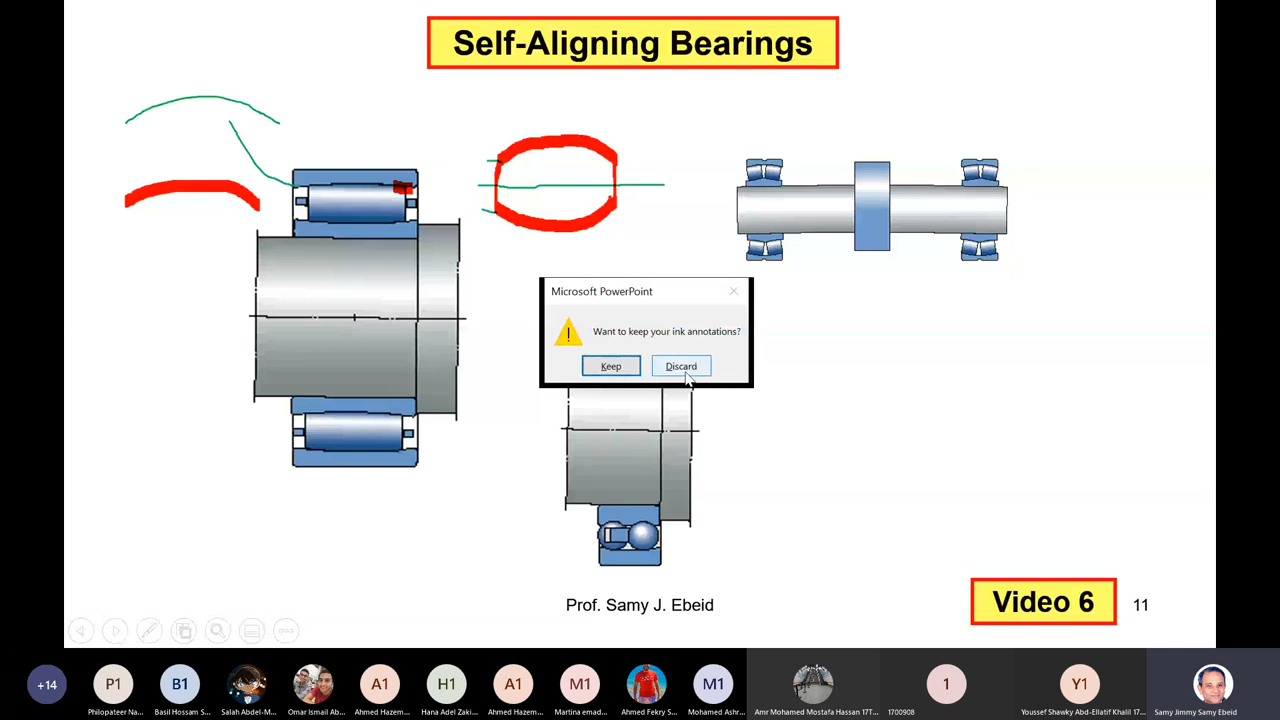 Self-Aligning Bearings
Microsoft PowerPoint
Want to keep your ink annotations?
Keep
Discard
Prof. Samy J. Ebeid
Video 6
11
+14
P1
B1
A1
H1
A1
M1
M1
1
Y1
Philopateer Na...
Basil Hossam S...
Salah Abdel-M...
Omar Ismail Ab...
Ahmed Hazem...
Hana Adel Zaki...
Ahmed Hazem...
Martina emad...
Ahmed Fekry S...
Mohamed Ashr...
Amr Mohamed Mostafa Hassan 17T...
1700908
Youssef Shawky Abd-Ellatif Khalil 17...
Samy Jimmy Samy Ebeid